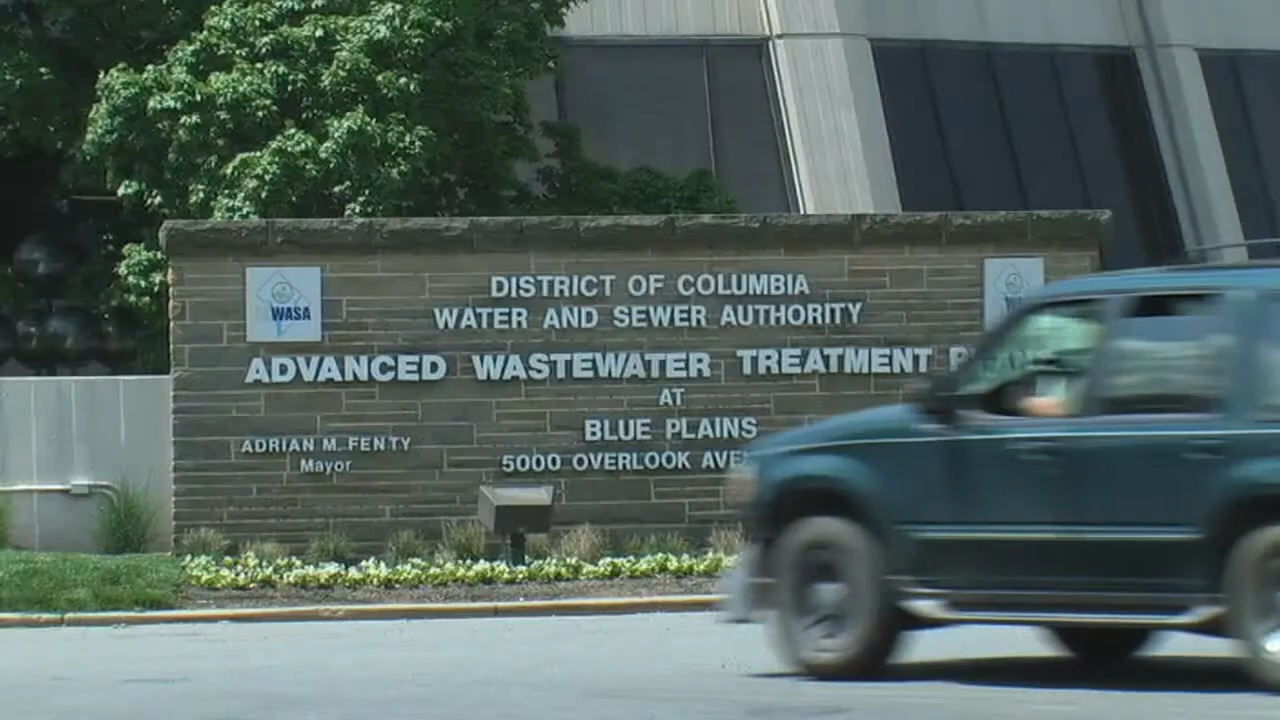 WASA
DISTRICT OF COLUMBIA
WATER AND SEWER AUTHORITY
ADVANCED WASTEWATER TREATMENT
AT
BLUE PLAINS
5000 OVERLOOK
ADRIAN M. FENTY
Mayor